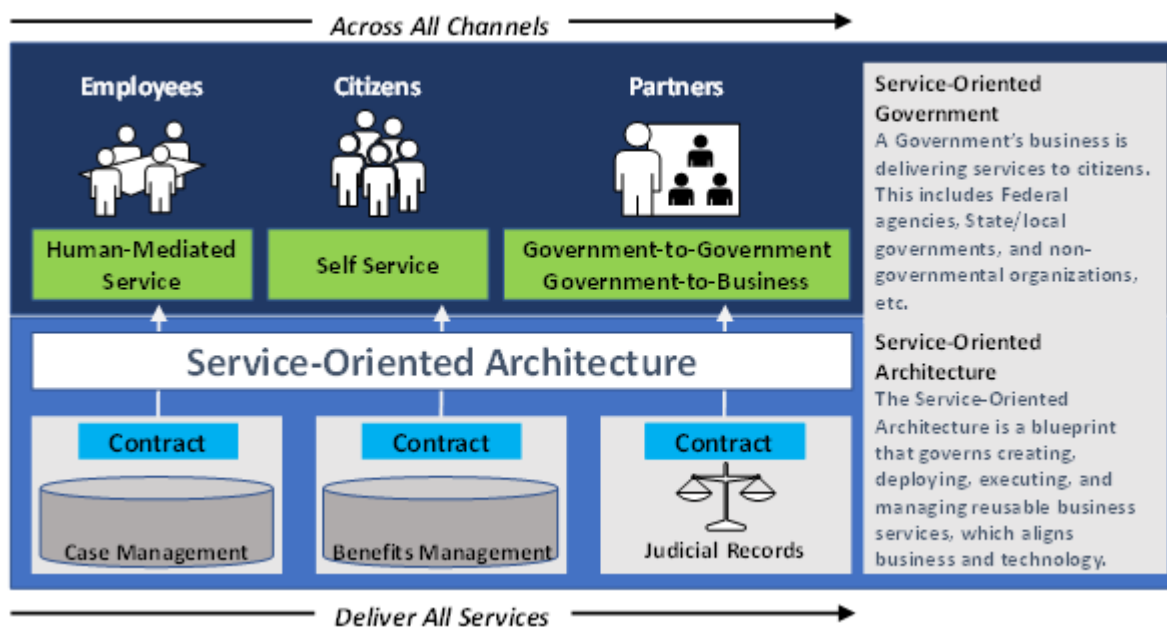 Across All Channels
Employees
Citizens
Partners
Human-Mediated
Service
Self Service
Government-to-Government
Government-to-Business
Service-Oriented Architecture
Contract
Case Management
Contract
Benefits Management
Contract
Judicial Records
Service-Oriented
Government
A Government's business is
delivering services to citizens.
This includes Federal
agencies, State/local
governments, and non-
governmental organizations,
etc.
Service-Oriented
Architecture
The Service-Oriented
Architecture is a blueprint
that governs creating,
deploying, executing, and
managing reusable business
services, which aligns
business and technology.
Deliver All Services